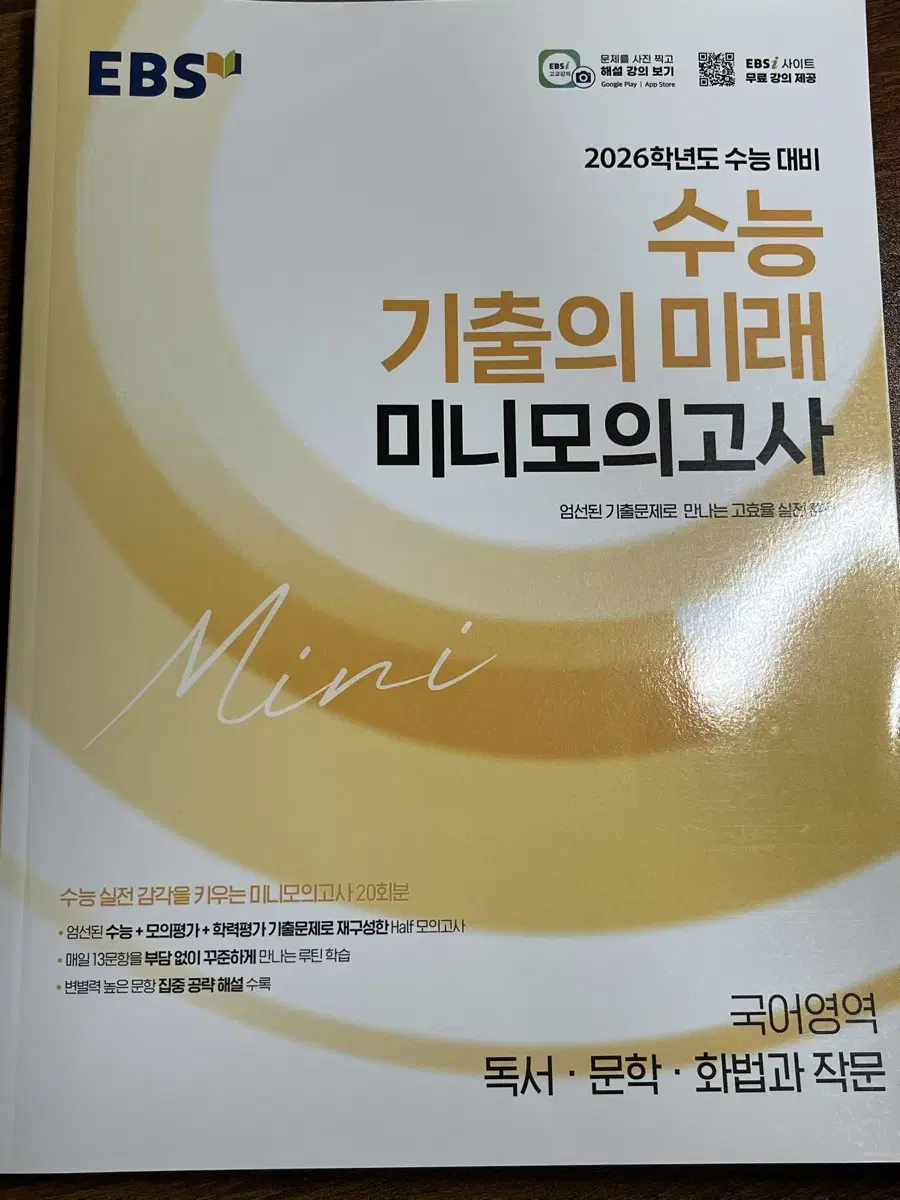 EBS
EBSi
고교강의
문제를 사진 찍고
해설 강의 보기
Google Play | App Store
EBSi 사이트
무료 강의 제공
2026학년도 수능 대비
수능
기출의 미래
미니모의고사
엄선된 기출문제로 만나는 고효율 실전
Mini
수능 실전 감각을 키우는 미니모의고사 20회분
• 엄선된 수능 + 모의평가 + 학력평가 기출문제로 재구성한 Half 모의고사
• 매일 13문항을 부담 없이 꾸준하게 만나는 루틴 학습
• 변별력 높은 문항 집중 공략 해설 수록
국어영역
독서 · 문학 · 화법과 작문